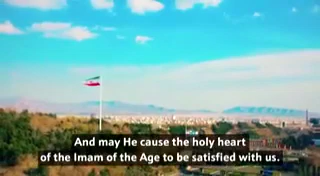 And may He cause the holy heart
of the Imam of the Age to be satisfied with us.